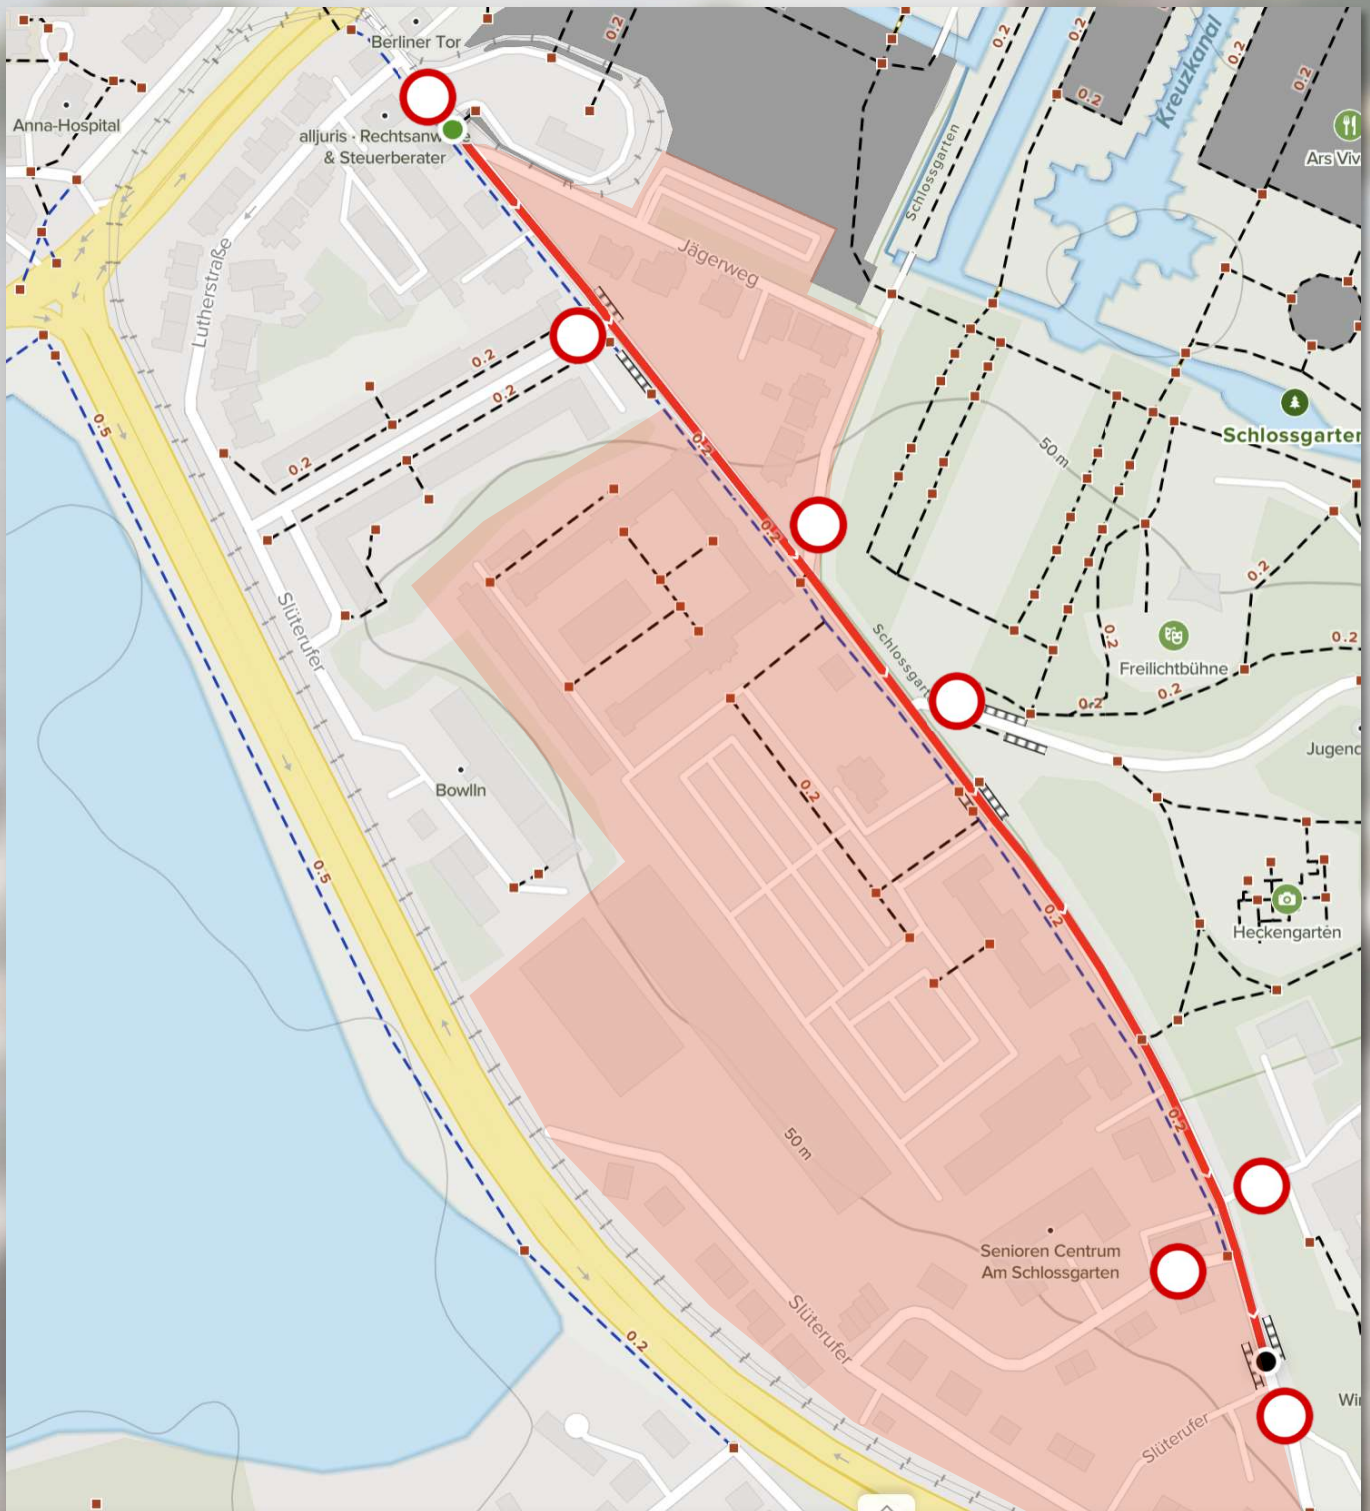 0.2
0.2
0.2
0.2
0.2
Berliner Tor
Kreuzkanal
0.2
Anna-Hospital
alljuris · Rechtsanw
e
& Steuerberater
Ars Viv
Schlossgarten
Jägerweg
Lutherstraße
0.2
0.2
0.5
0.2
0.2
50 m
Schlossgarten
0.2
0.2
Slüterufer
Schlossgart
0.2
0.2
Freilichtbühne
0.2
0.2
Jugend
Bowlln
0.2
0.5
0.2
Heckengarten
50 m
0.2
Senioren Centrum
Am Schlossgarten
Slüterufer
0.2
Slüterufer